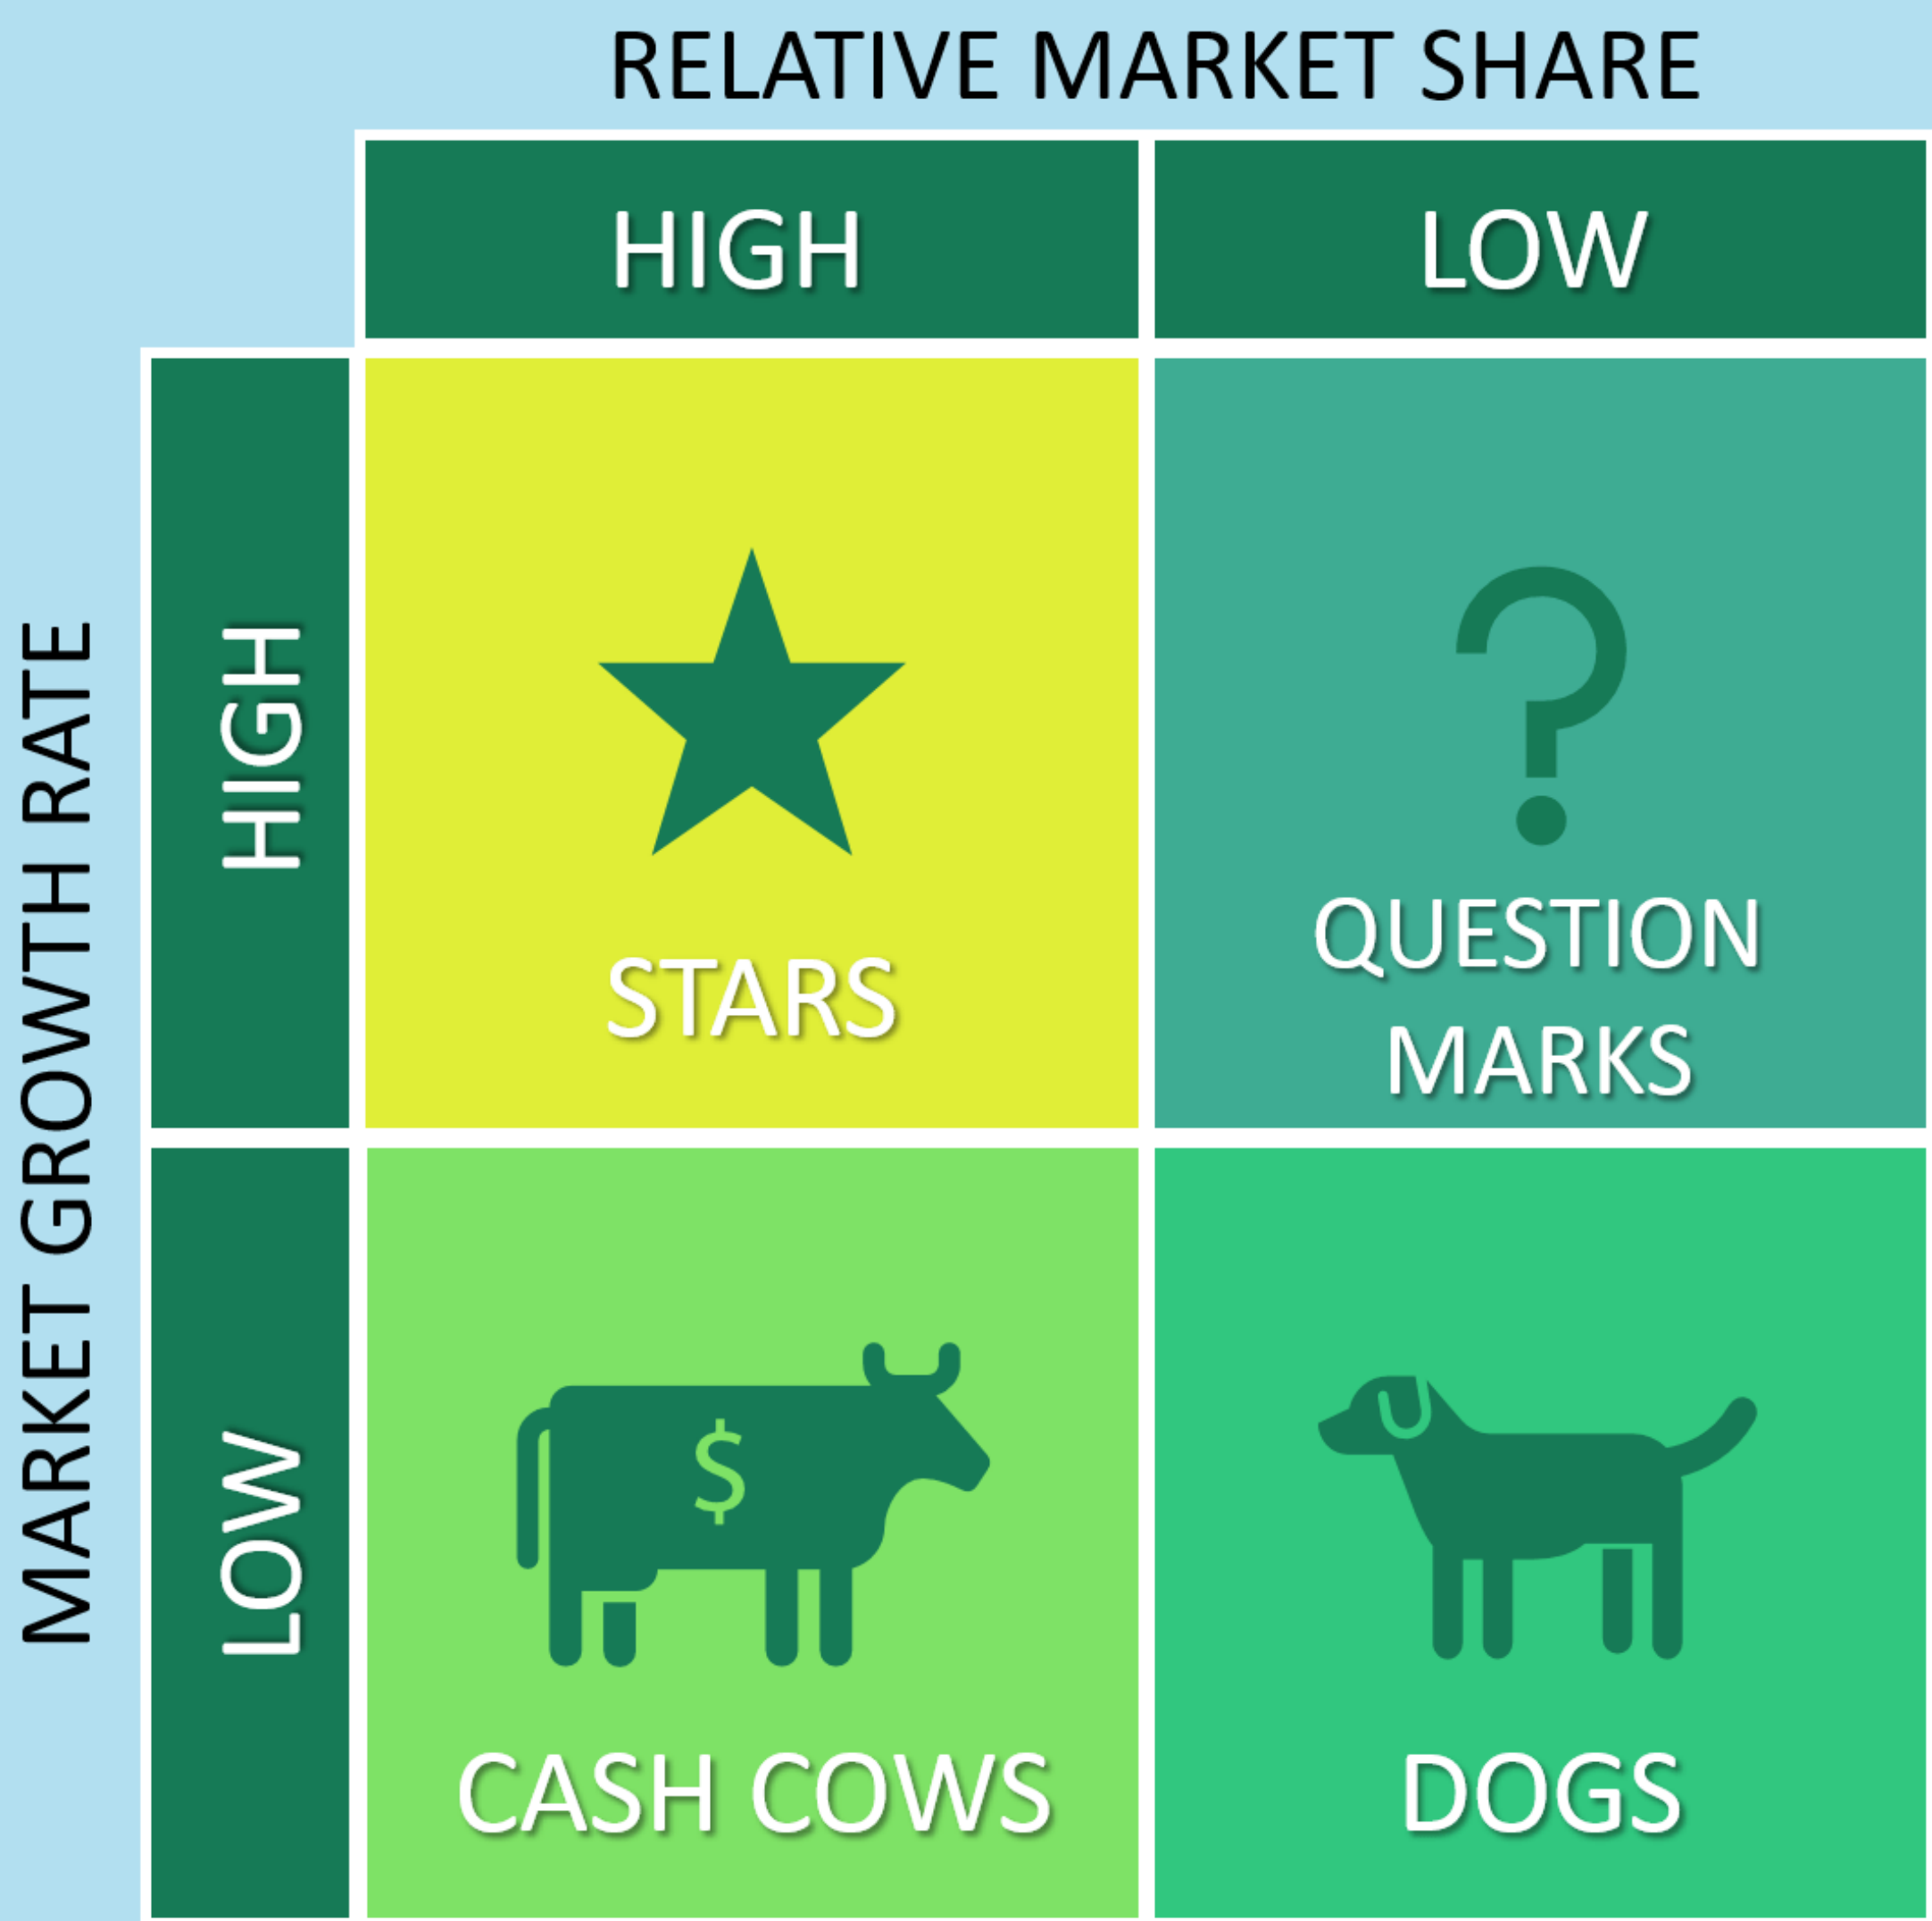 RELATIVE MARKET SHARE
HIGH
LOW
MARKET GROWTH RATE
HIGH
STARS
QUESTION
MARKS
LOW
$
CASH COWS
DOGS